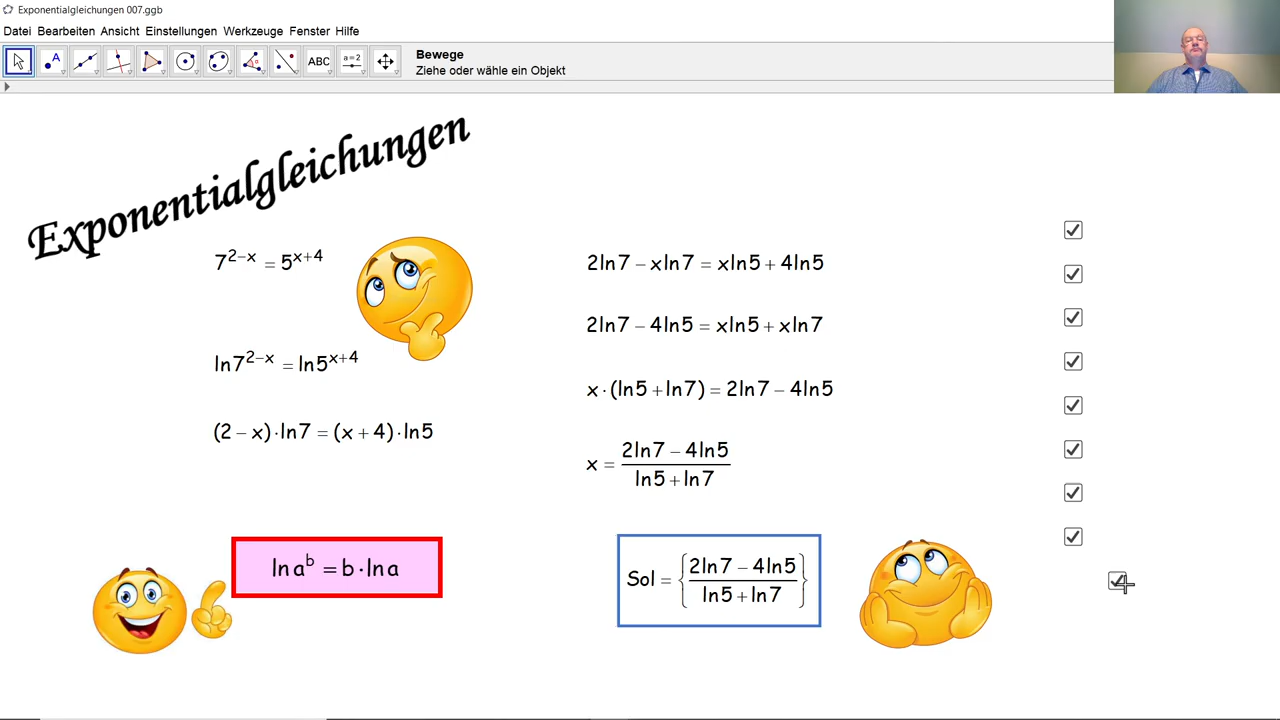 Exponentialgleichungen 007.ggb
Datei Bearbeiten Ansicht Einstellungen Werkzeuge Fenster Hilfe
A ABC a=2 Bewege
Ziehe oder wähle ein Objekt
Exponentialgleichungen
7^{2−x} = 5^{x+4}
ln7^{2−x} = ln5^{x+4}
(2 − x)·ln7 = (x + 4)·ln5
ln a^b = b·ln a
2ln7 − xln7 = xln5 + 4ln5
2ln7 − 4ln5 = xln5 + xln7
x·(ln5 + ln7) = 2ln7 − 4ln5
x = \frac{2ln7 − 4ln5}{ln5 + ln7}
Sol = {\frac{2ln7 − 4ln5}{ln5 + ln7}}